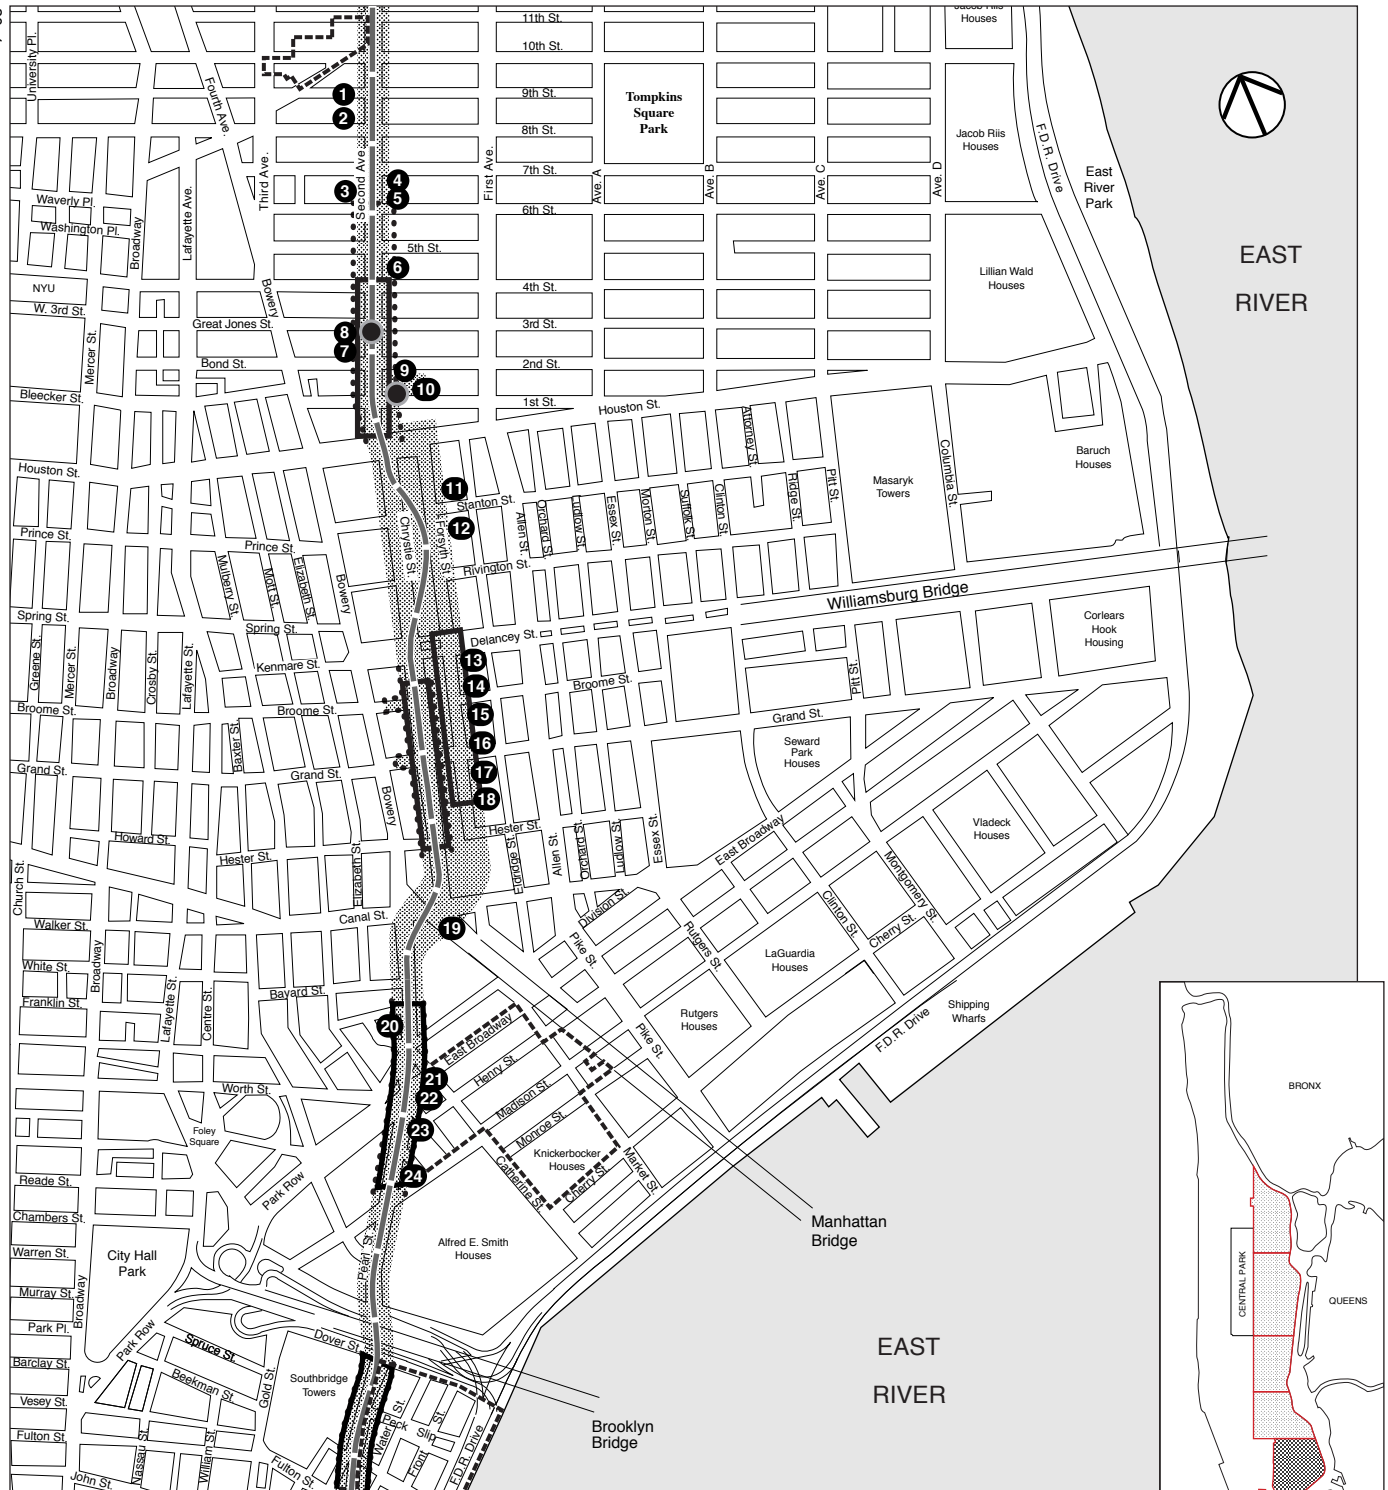 11th St.
10th St.
9th St.
8th St.
7th St.
6th St.
5th St.
4th St.
3rd St.
2nd St.
1st St.
Houses
Tompkins
Square
Park
Jacob Riis
Houses
F.D.R. Drive
East
River
Park
EAST
RIVER
University Pl.
Fourth Ave.
Third Ave.
Second Ave.
First Ave.
Ave. A
Ave. B
Ave. C
Ave. D
Lafayette Ave.
Broadway
Waverly Pl.
Washington Pl.
NYU
W. 3rd St.
Great Jones St.
Bond St.
Bleecker St.
Mercer St.
Bowery
Lillian Wald
Houses
1
2
3
4
5
6
8
7
9
10
Houston St.
Attorney St.
Ridge St.
Pitt St.
Columbia St.
Masaryk
Towers
Baruch
Houses
Houston St.
Prince St.
Prince St.
Spring St.
Spring St.
Kenmare St.
Broome St.
Broome St.
Broome St.
Grand St.
Grand St.
Grand St.
Mulberry St.
Mott St.
Elizabeth St.
Bowery
Chrystie St.
Forsyth St.
11
Stanton St.
12
Rivington St.
Delancey St.
Allen St.
Orchard St.
Ludlow St.
Essex St.
Morton St.
Suffolk St.
Clinton St.
Williamsburg Bridge
Corlears
Hook
Housing
Greene St.
Mercer St.
Broadway
Crosby St.
Lafayette St.
Baxter St.
Bowery
13
14
15
16
17
18
Pitt St.
Seward
Park
Houses
Vladeck
Houses
Howard St.
Hester St.
Hester St.
Elizabeth St.
Eldridge St.
Allen St.
Orchard St.
Ludlow St.
Essex St.
East Broadway
Montgomery St.
Clinton St.
Cherry St.
Church St.
Canal St.
Walker St.
White St.
Franklin St.
Broadway
Lafayette St.
Centre St.
Bayard St.
19
Division St.
Pike St.
Rutgers St.
LaGuardia
Houses
Rutgers
Houses
Pike St.
Shipping
Wharfs
F.D.R. Drive
20
East Broadway
Henry St.
Madison St.
Monroe St.
21
22
23
24
Knickerbocker
Houses
Catherine St.
Cherry St.
Market St.
Worth St.
Foley
Square
Park Row
Reade St.
Chambers St.
Warren St.
Murray St.
Park Pl.
Barclay St.
Vesey St.
Fulton St.
John St.
City Hall
Park
Broadway
Pearl St.
Alfred E. Smith
Houses
Manhattan
Bridge
Park Row
Spruce St.
Beekman St.
Gold St.
Dover St.
Southbridge
Towers
Nassau St.
William St.
Fulton St.
Water St.
Peck Slip
Front St.
F.D.R. Drive
Brooklyn
Bridge
EAST
RIVER
BRONX
CENTRAL PARK
QUEENS